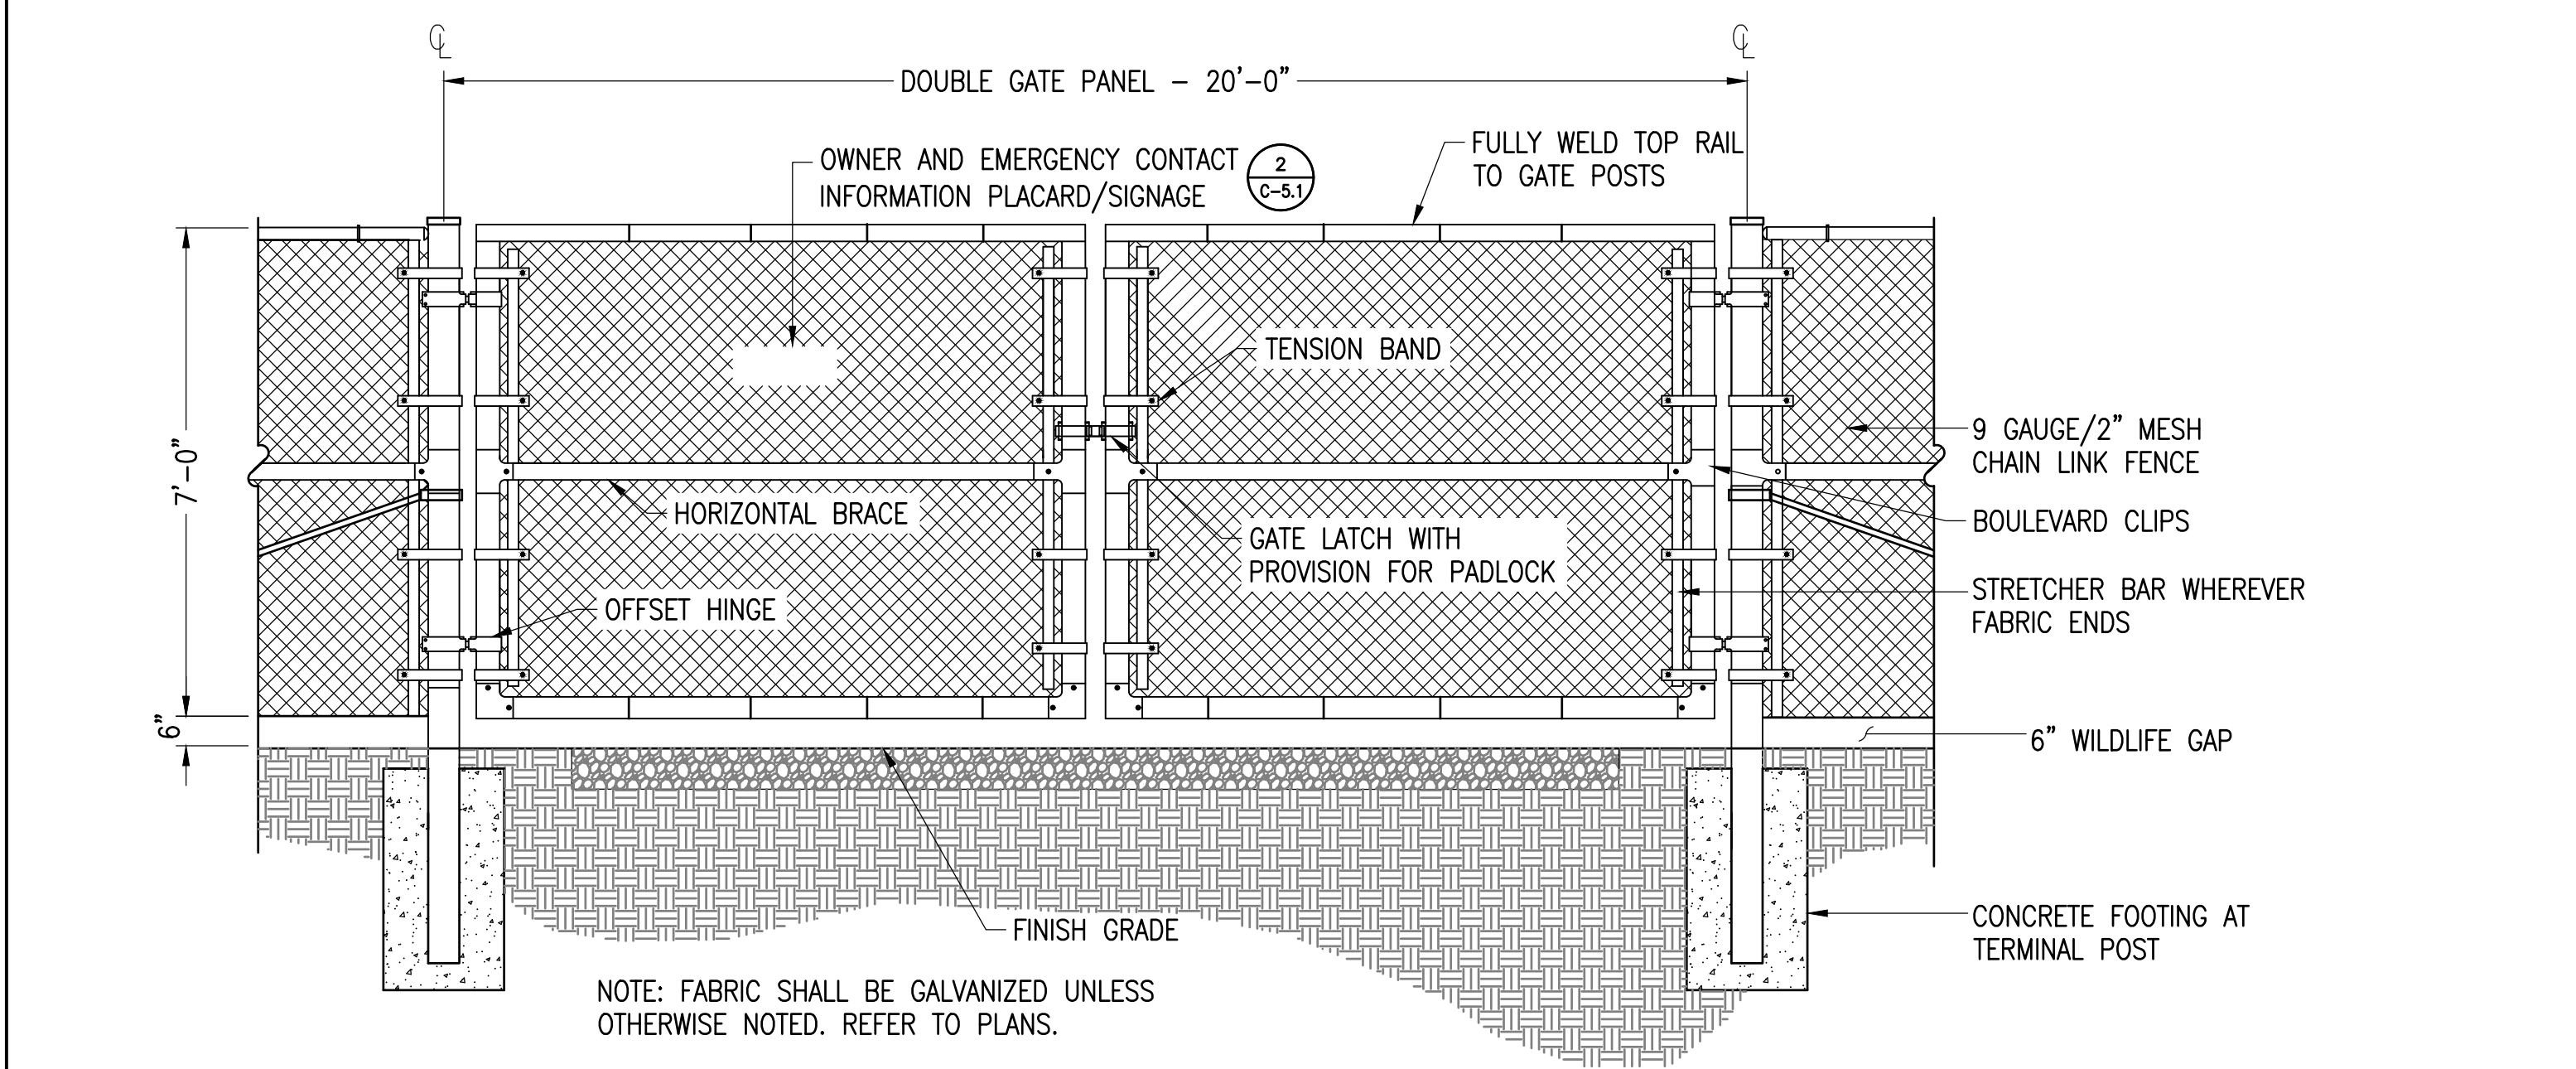 ℄
℄
DOUBLE GATE PANEL - 20'-0"
OWNER AND EMERGENCY CONTACT
INFORMATION PLACARD/SIGNAGE
2
C-5.1
FULLY WELD TOP RAIL
TO GATE POSTS
TENSION BAND
7'-0"
6"
9 GAUGE/2" MESH
CHAIN LINK FENCE
HORIZONTAL BRACE
GATE LATCH WITH
PROVISION FOR PADLOCK
BOULEVARD CLIPS
OFFSET HINGE
STRETCHER BAR WHEREVER
FABRIC ENDS
6" WILDLIFE GAP
FINISH GRADE
CONCRETE FOOTING AT
TERMINAL POST
NOTE: FABRIC SHALL BE GALVANIZED UNLESS
OTHERWISE NOTED. REFER TO PLANS.